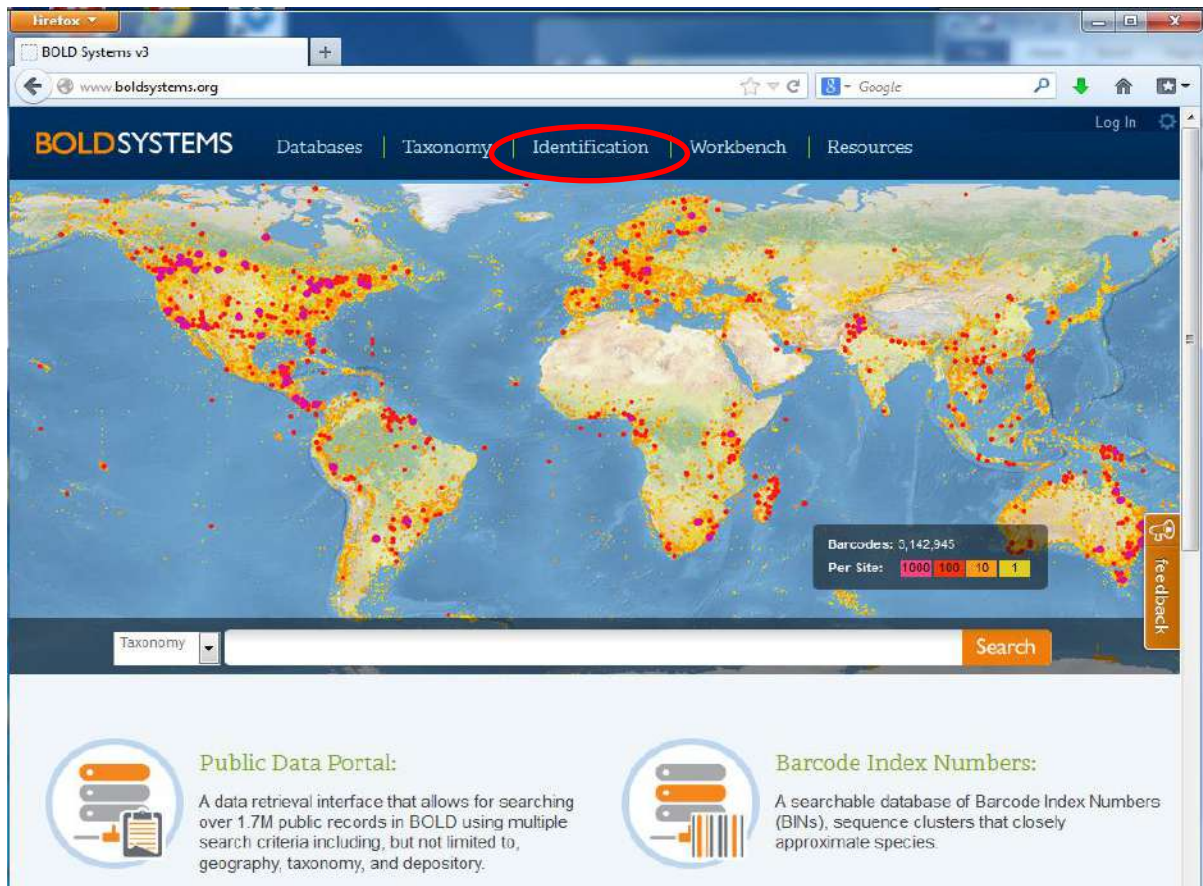 Firefox
BOLD Systems v3
www.boldsystems.org
Google
Log In
BOLDSYSTEMS
Databases | Taxonomy | Identification | Workbench | Resources
Barcodes: 3,142,945
Per Site: 1000 100 10 1
feedback
Taxonomy
Search
Public Data Portal:
A data retrieval interface that allows for searching
over 1.7M public records in BOLD using multiple
search criteria including, but not limited to,
geography, taxonomy, and depository.
Barcode Index Numbers:
A searchable database of Barcode Index Numbers
(BINs), sequence clusters that closely
approximate species.